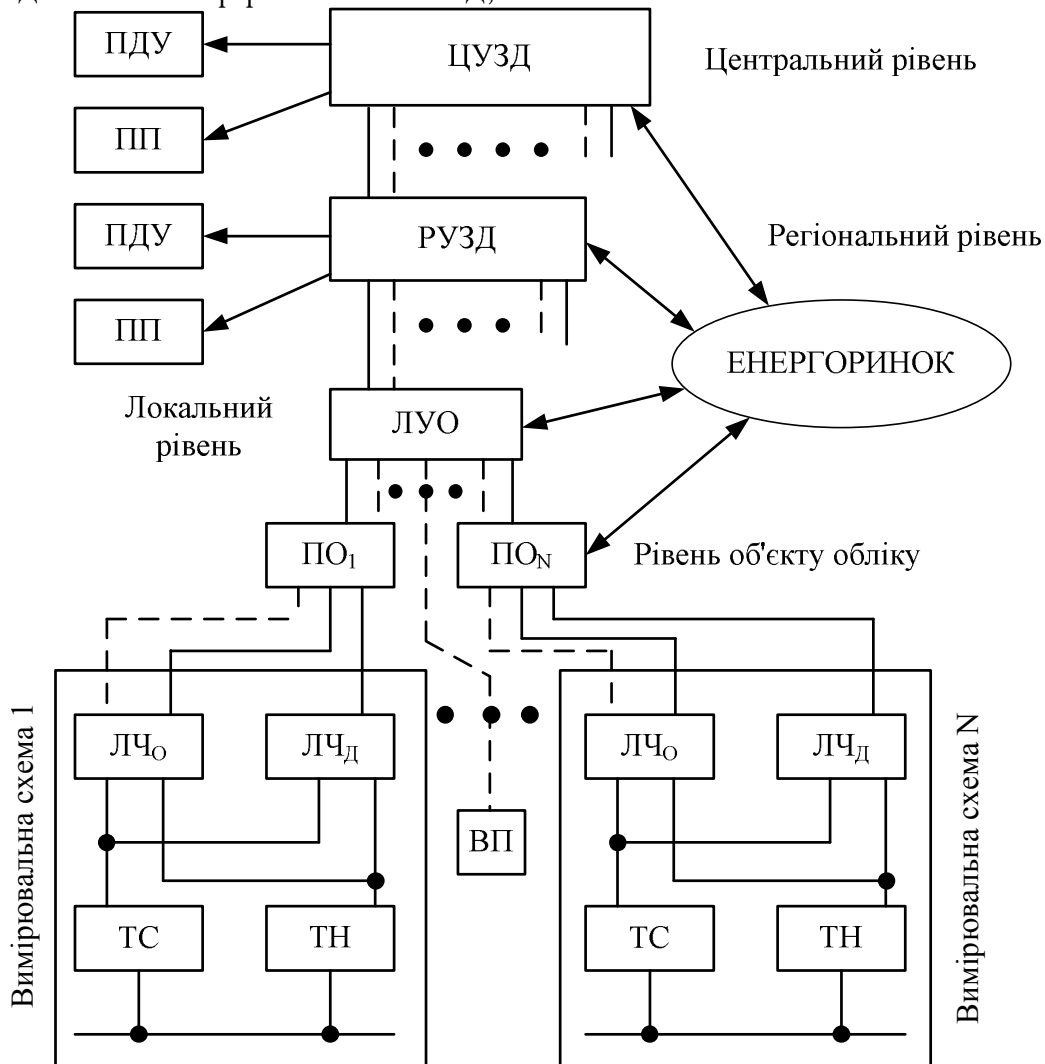 ПДУ
ЦУЗД
Центральний рівень
ПП
ПДУ
РУЗД
Регіональний рівень
ПП
ЕНЕРГОРИНОК
Локальний
рівень
ЛУО
ПО1
ПОN
Рівень об'єкту обліку
Вимірювальна схема 1
ЛЧО
ЛЧД
ТС
ТН
ВП
ЛЧО
ЛЧД
ТС
ТН
Вимірювальна схема N